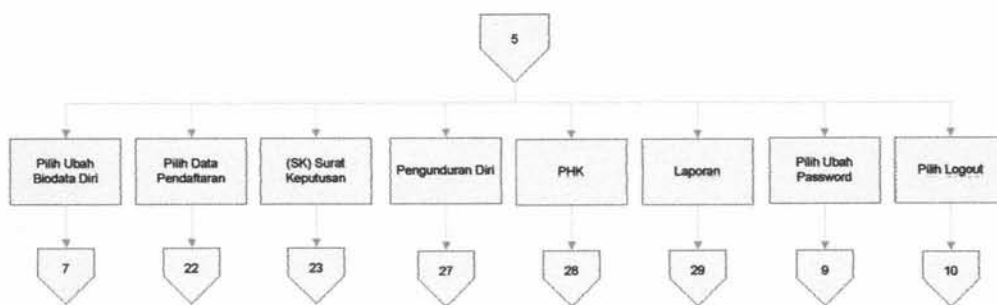 5
Pilih Ubah
Biodata Diri
Pilih Data
Pendaftaran
(SK) Surat
Keputusan
Pengunduran Diri
PHK
Laporan
Pilih Ubah
Password
Pilih Logout
7
22
23
27
28
29
9
10